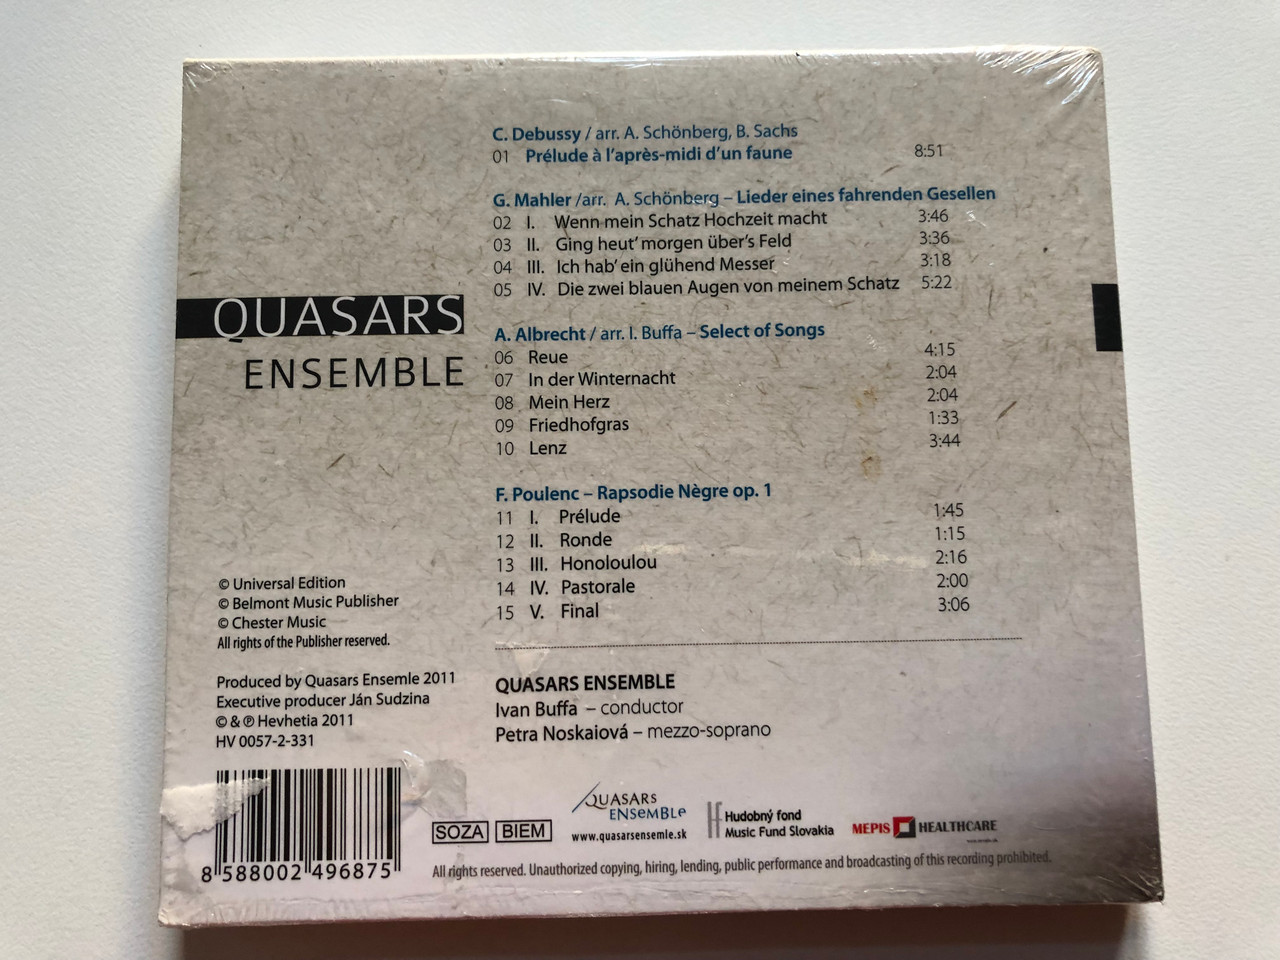 C. Debussy / arr. A. Schönberg, B. Sachs
01 Prélude à l'après-midi d'un faune 8:51
G. Mahler /arr. A. Schönberg – Lieder eines fahrenden Gesellen
02 I. Wenn mein Schatz Hochzeit macht 3:46
03 II. Ging heut' morgen über's Feld 3:36
04 III. Ich hab' ein glühend Messer 3:18
05 IV. Die zwei blauen Augen von meinem Schatz 5:22
QUASARS
ENSEMBLE
A. Albrecht / arr. I. Buffa – Select of Songs
06 Reue 4:15
07 In der Winternacht 2:04
08 Mein Herz 2:04
09 Friedhofgras 1:33
10 Lenz 3:44
F. Poulenc – Rapsodie Nègre op. 1
11 I. Prélude 1:45
12 II. Ronde 1:15
13 III. Honoloulou 2:16
14 IV. Pastorale 2:00
15 V. Final 3:06
© Universal Edition
© Belmont Music Publisher
© Chester Music
All rights of the Publisher reserved.
Produced by Quasars Ensemle 2011
Executive producer Ján Sudzina
© & ℗ Hevhetia 2011
HV 0057-2-331
QUASARS ENSEMBLE
Ivan Buffa – conductor
Petra Noskaiová – mezzo-soprano
8 588002 496875
SOZA BIEM
QUASARS
ENSEMBLE
www.quasarsensemle.sk
Hudobný fond
Music Fund Slovakia
MEPIS HEALTHCARE
All rights reserved. Unauthorized copying, hiring, lending, public performance and broadcasting of this recording prohibited.